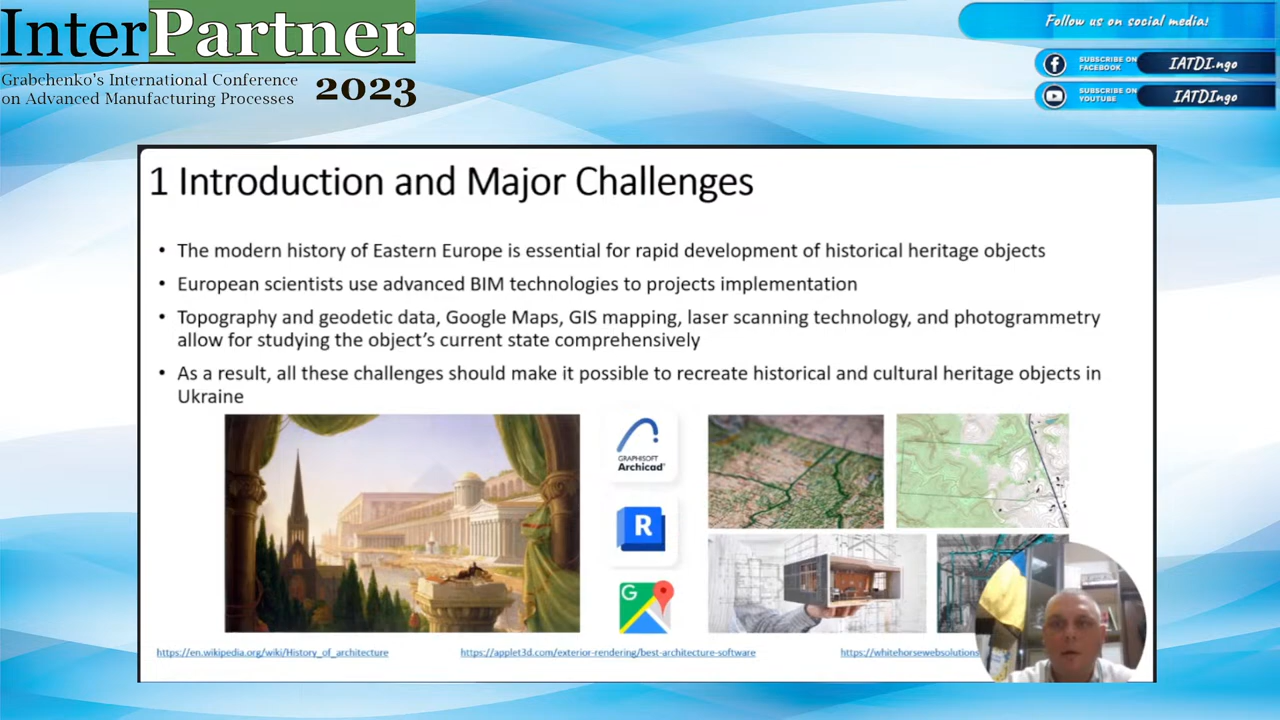 InterPartner
Grabchenko's International Conference
on Advanced Manufacturing Processes
2023
Follow us on social media!
SUBSCRIBE ON
FACEBOOK
IATDI.ngo
SUBSCRIBE ON
YOUTUBE
IATDIngo
1 Introduction and Major Challenges
• The modern history of Eastern Europe is essential for rapid development of historical heritage objects
• European scientists use advanced BIM technologies to projects implementation
• Topography and geodetic data, Google Maps, GIS mapping, laser scanning technology, and photogrammetry
allow for studying the object's current state comprehensively
• As a result, all these challenges should make it possible to recreate historical and cultural heritage objects in
Ukraine
GRAPHISOFT
Archicad
R
G
https://en.wikipedia.org/wiki/History_of_architecture
https://applet3d.com/exterior-rendering/best-architecture-software
https://whitehorsewebsolutions